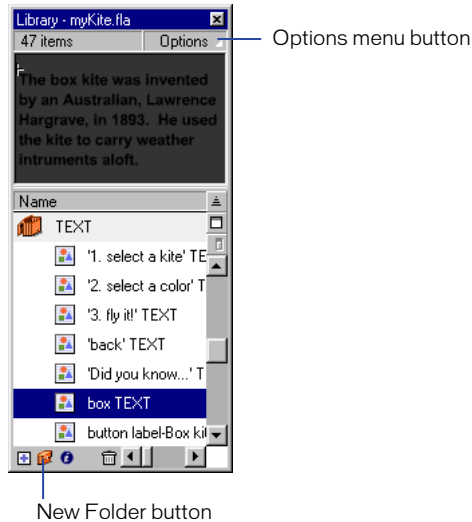 Library - myKite.fla
47 items Options
Options menu button
The box kite was invented
by an Australian, Lawrence
Hargrave, in 1893. He used
the kite to carry weather
intruments aloft.
Name
TEXT
'1. select a kite' TE
'2. select a color' T
'3. fly it!' TEXT
'back' TEXT
'Did you know...' T
box TEXT
button label-Box kit
New Folder button